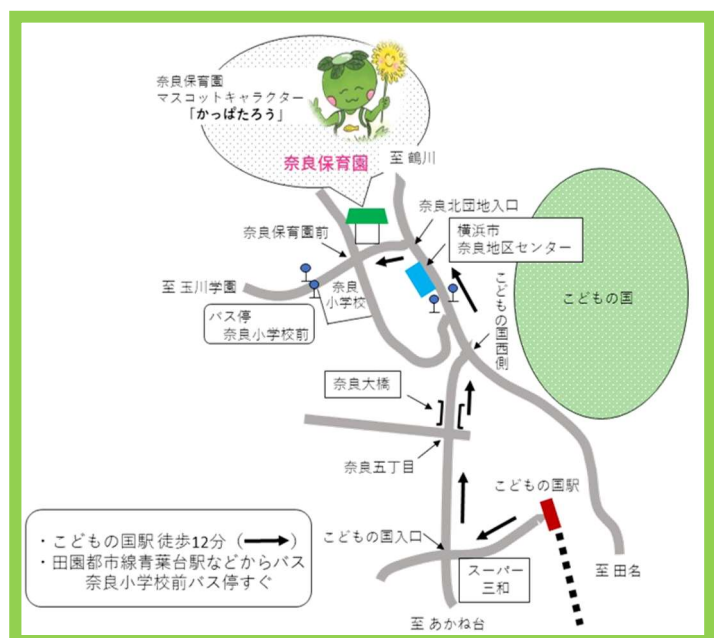 奈良保育園
マスコットキャラクター
「かっぱたろう」
奈良保育園
至 鶴川
奈良北団地入口
横浜市
奈良地区センター
奈良保育園前
至 玉川学園
奈良
小学校
バス停
奈良小学校前
こどもの国西側
こどもの国
奈良大橋
奈良五丁目
こどもの国駅
こどもの国入口
スーパー
三和
至 田名
至 あかね台
・こどもの国駅 徒歩12分（➡）
・田園都市線青葉台駅などからバス
奈良小学校前バス停すぐ